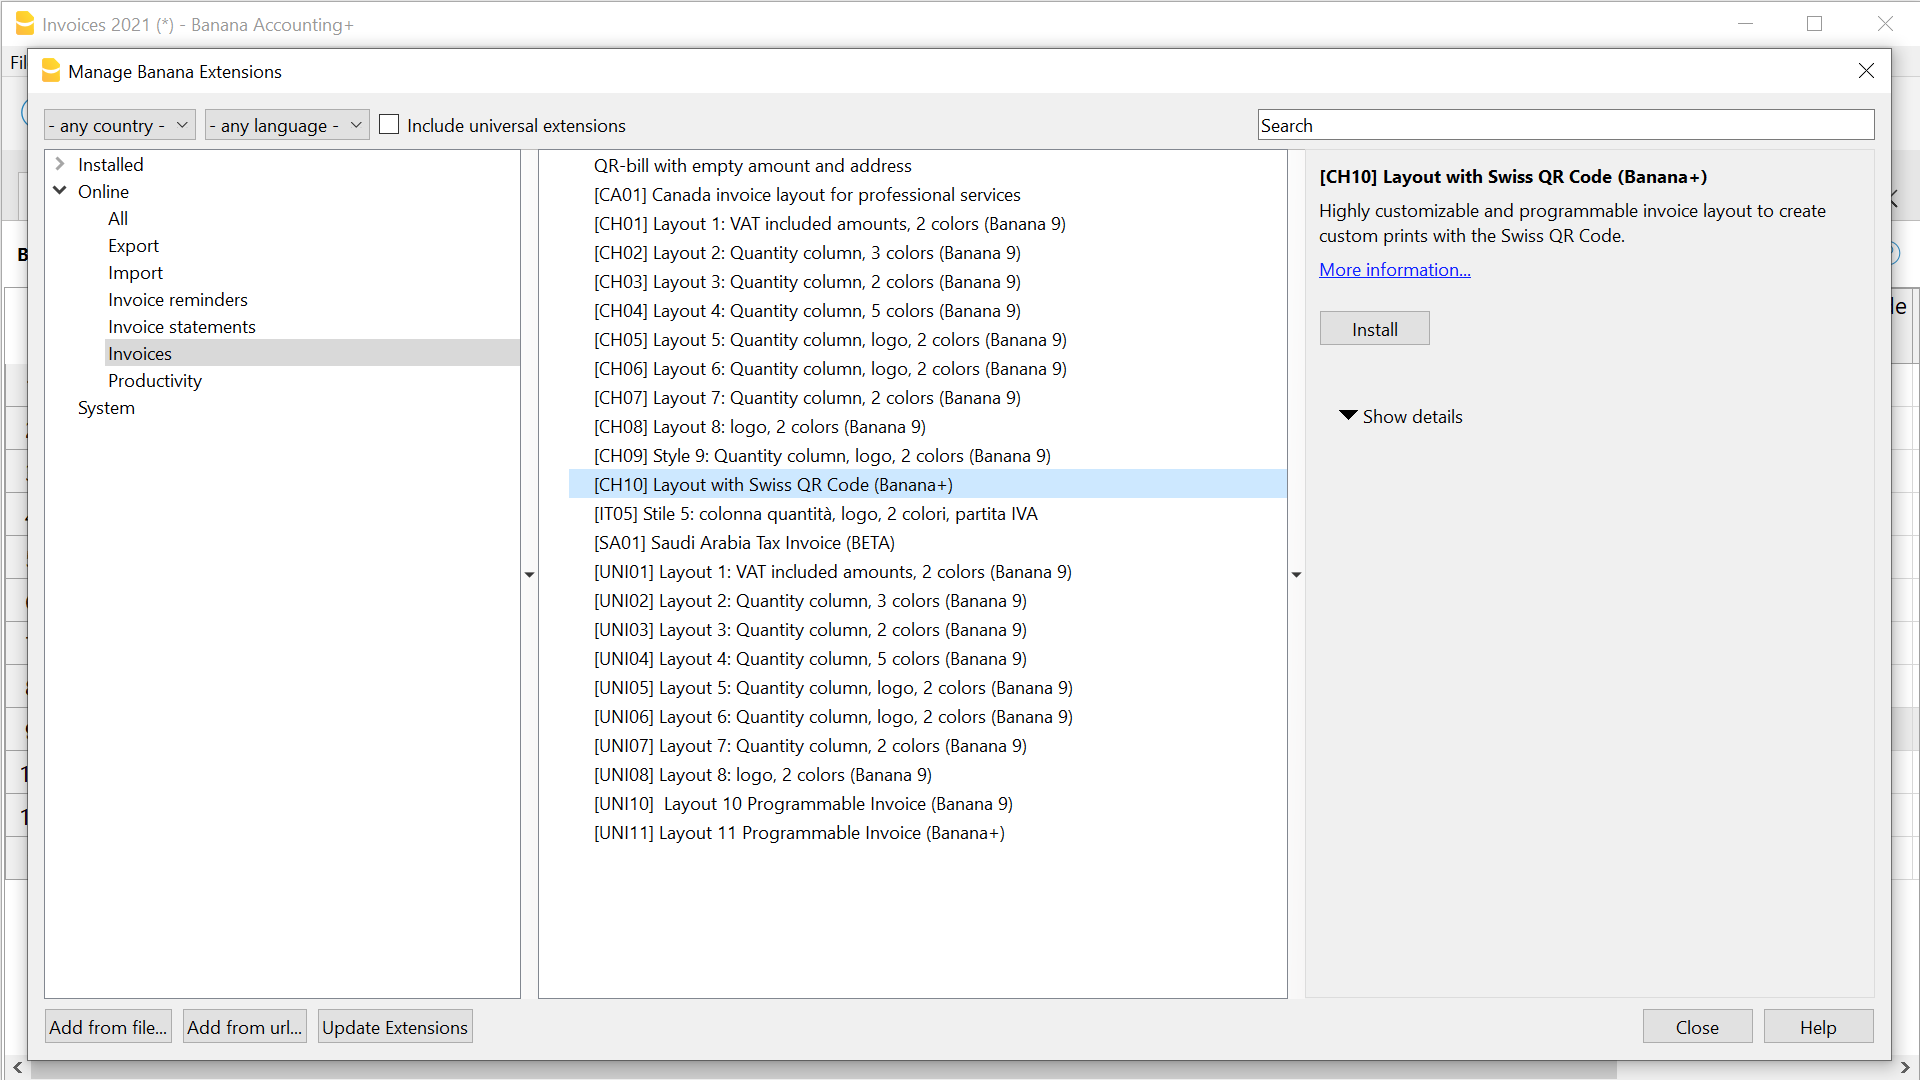 Invoices 2021 (*) - Banana Accounting+
Fil
Manage Banana Extensions
- any country -
- any language -
Include universal extensions
Search
Installed
Online
All
Export
Import
Invoice reminders
Invoice statements
Invoices
Productivity
System
QR-bill with empty amount and address
[CA01] Canada invoice layout for professional services
[CH01] Layout 1: VAT included amounts, 2 colors (Banana 9)
[CH02] Layout 2: Quantity column, 3 colors (Banana 9)
[CH03] Layout 3: Quantity column, 2 colors (Banana 9)
[CH04] Layout 4: Quantity column, 5 colors (Banana 9)
[CH05] Layout 5: Quantity column, logo, 2 colors (Banana 9)
[CH06] Layout 6: Quantity column, logo, 2 colors (Banana 9)
[CH07] Layout 7: Quantity column, 2 colors (Banana 9)
[CH08] Layout 8: logo, 2 colors (Banana 9)
[CH09] Style 9: Quantity column, logo, 2 colors (Banana 9)
[CH10] Layout with Swiss QR Code (Banana+)
[IT05] Stile 5: colonna quantità, logo, 2 colori, partita IVA
[SA01] Saudi Arabia Tax Invoice (BETA)
[UNI01] Layout 1: VAT included amounts, 2 colors (Banana 9)
[UNI02] Layout 2: Quantity column, 3 colors (Banana 9)
[UNI03] Layout 3: Quantity column, 2 colors (Banana 9)
[UNI04] Layout 4: Quantity column, 5 colors (Banana 9)
[UNI05] Layout 5: Quantity column, logo, 2 colors (Banana 9)
[UNI06] Layout 6: Quantity column, logo, 2 colors (Banana 9)
[UNI07] Layout 7: Quantity column, 2 colors (Banana 9)
[UNI08] Layout 8: logo, 2 colors (Banana 9)
[UNI10]  Layout 10 Programmable Invoice (Banana 9)
[UNI11] Layout 11 Programmable Invoice (Banana+)
[CH10] Layout with Swiss QR Code (Banana+)
Highly customizable and programmable invoice layout to create
custom prints with the Swiss QR Code.
More information...
Install
Show details
Add from file...
Add from url...
Update Extensions
Close
Help